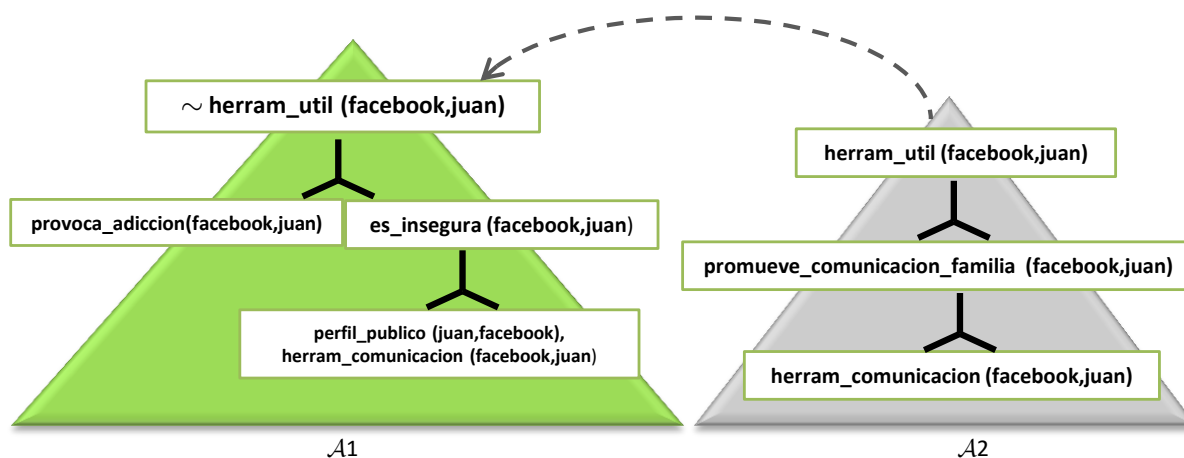 ∼ herram_util (facebook,juan)
provoca_adiccion(facebook,juan)
es_insegura (facebook,juan)
perfil_publico (juan,facebook),
herram_comunicacion (facebook,juan)
𝒜1
herram_util (facebook,juan)
promueve_comunicacion_familia (facebook,juan)
herram_comunicacion (facebook,juan)
𝒜2